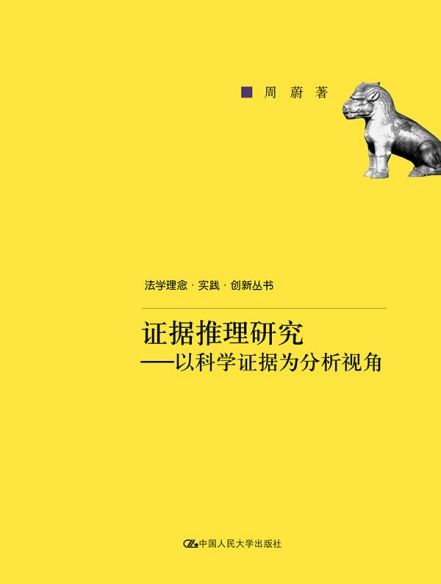 周蔚 著
法学理念·实践·创新丛书
证据推理研究
——以科学证据为分析视角
中国人民大学出版社